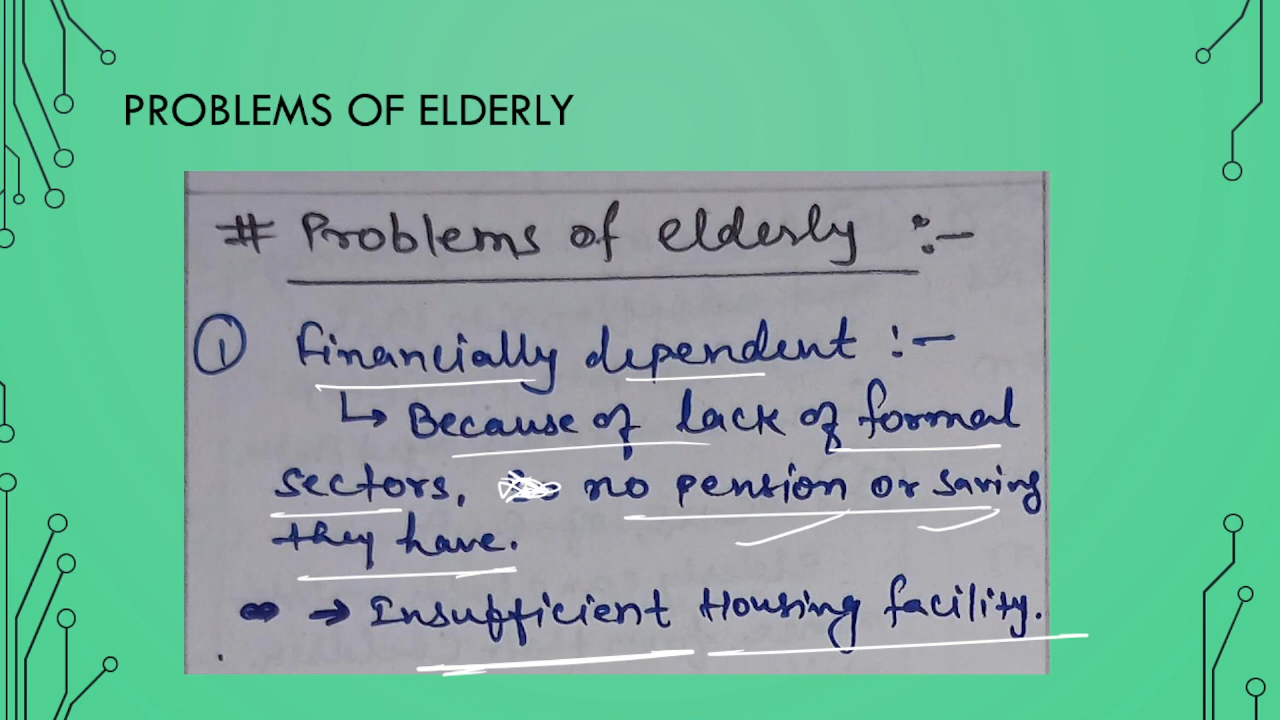 PROBLEMS OF ELDERLY
# Problems of elderly :-
① financially dependent :-
↳ Because of lack of formal
sectors, no pension or saving
they have.
→ Insufficient Housing facility.